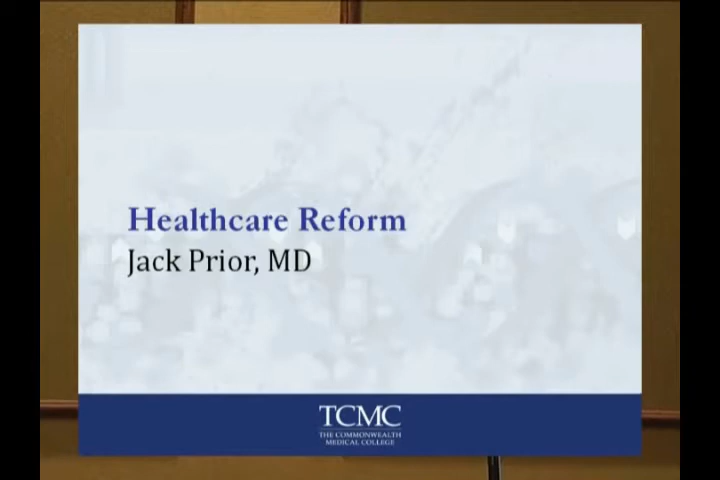 Healthcare Reform
Jack Prior, MD
TCMC
THE COMMONWEALTH
MEDICAL COLLEGE